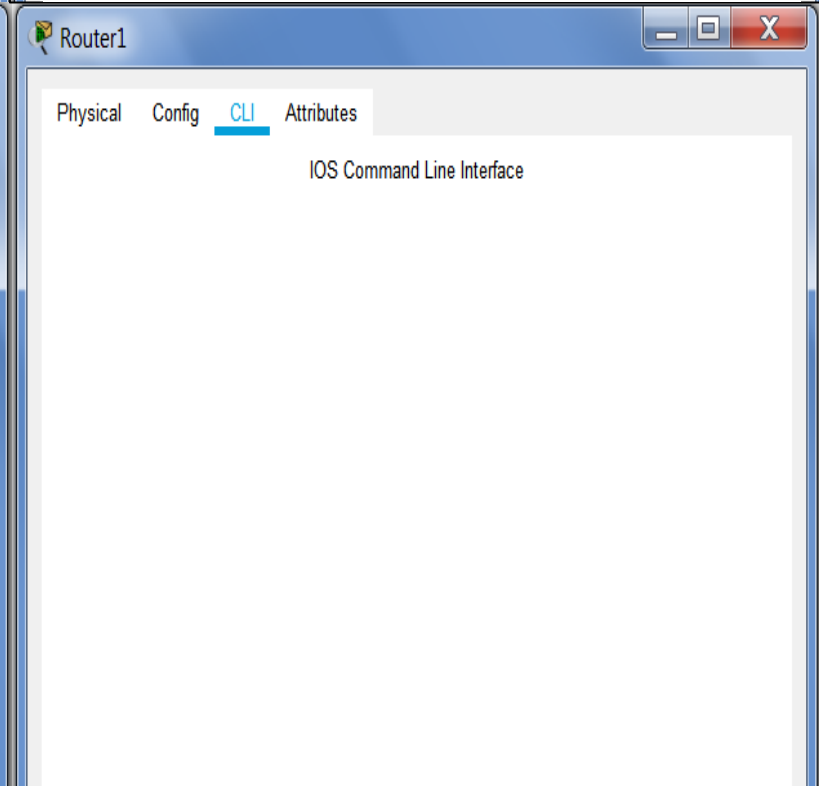 Router1
X
Physical Config CLI Attributes
IOS Command Line Interface